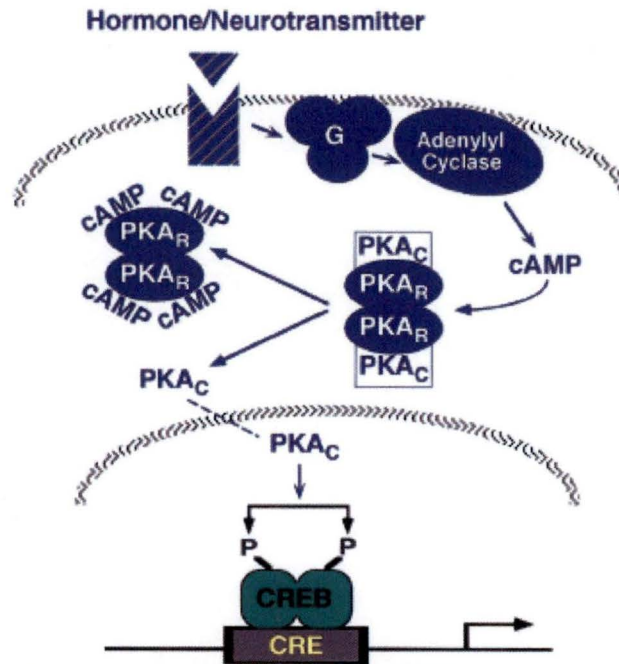 Hormone/Neurotransmitter
G
Adenylyl
Cyclase
cAMP
cAMP cAMP
PKAR
PKAR
cAMP cAMP
PKAC
PKAR
PKAR
PKAC
PKAC
PKAC
P P
CREB
CRE